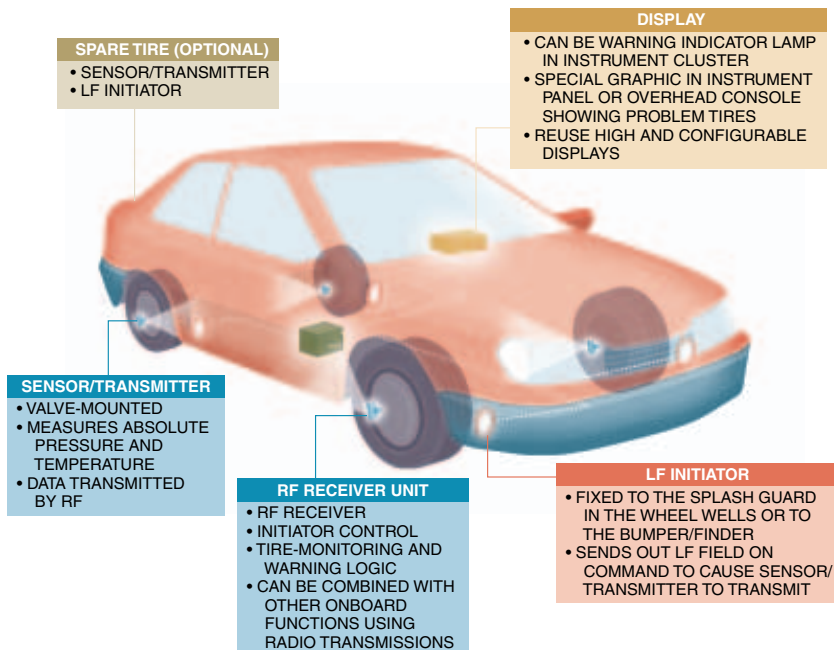 SPARE TIRE (OPTIONAL)
• SENSOR/TRANSMITTER
• LF INITIATOR
DISPLAY
• CAN BE WARNING INDICATOR LAMP
IN INSTRUMENT CLUSTER
• SPECIAL GRAPHIC IN INSTRUMENT
PANEL OR OVERHEAD CONSOLE
SHOWING PROBLEM TIRES
• REUSE HIGH AND CONFIGURABLE
DISPLAYS
SENSOR/TRANSMITTER
• VALVE-MOUNTED
• MEASURES ABSOLUTE
PRESSURE AND
TEMPERATURE
• DATA TRANSMITTED
BY RF
RF RECEIVER UNIT
• RF RECEIVER
• INITIATOR CONTROL
• TIRE-MONITORING AND
WARNING LOGIC
• CAN BE COMBINED WITH
OTHER ONBOARD
FUNCTIONS USING
RADIO TRANSMISSIONS
LF INITIATOR
• FIXED TO THE SPLASH GUARD
IN THE WHEEL WELLS OR TO
THE BUMPER/FINDER
• SENDS OUT LF FIELD ON
COMMAND TO CAUSE SENSOR/
TRANSMITTER TO TRANSMIT